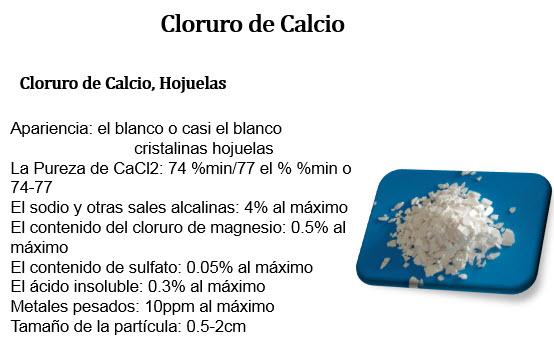 Cloruro de Calcio
Cloruro de Calcio, Hojuelas
Apariencia: el blanco o casi el blanco
cristalinas hojuelas
La Pureza de CaCl2: 74 %min/77 el % %min o
74-77
El sodio y otras sales alcalinas: 4% al máximo
El contenido del cloruro de magnesio: 0.5% al
máximo
El contenido de sulfato: 0.05% al máximo
El ácido insoluble: 0.3% al máximo
Metales pesados: 10ppm al máximo
Tamaño de la partícula: 0.5-2cm